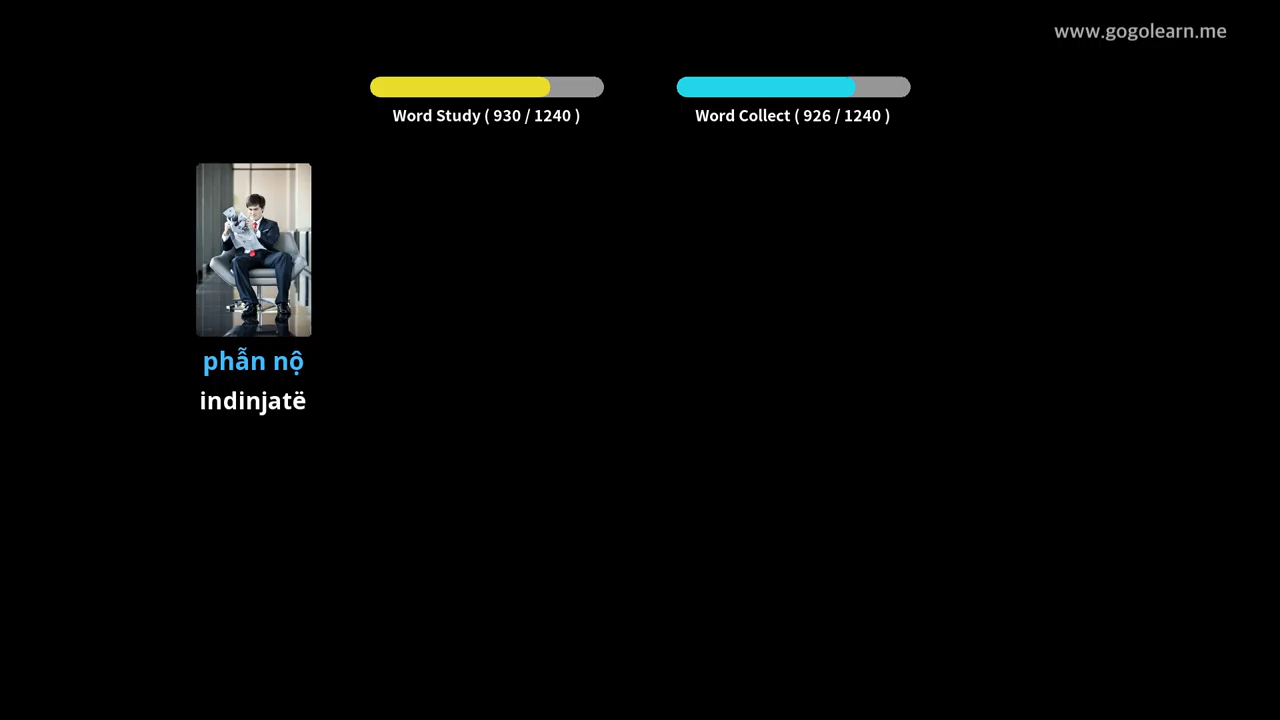 www.gogolearn.me
Word Study ( 930 / 1240 )
Word Collect ( 926 / 1240 )
phẫn nộ
indinjatë